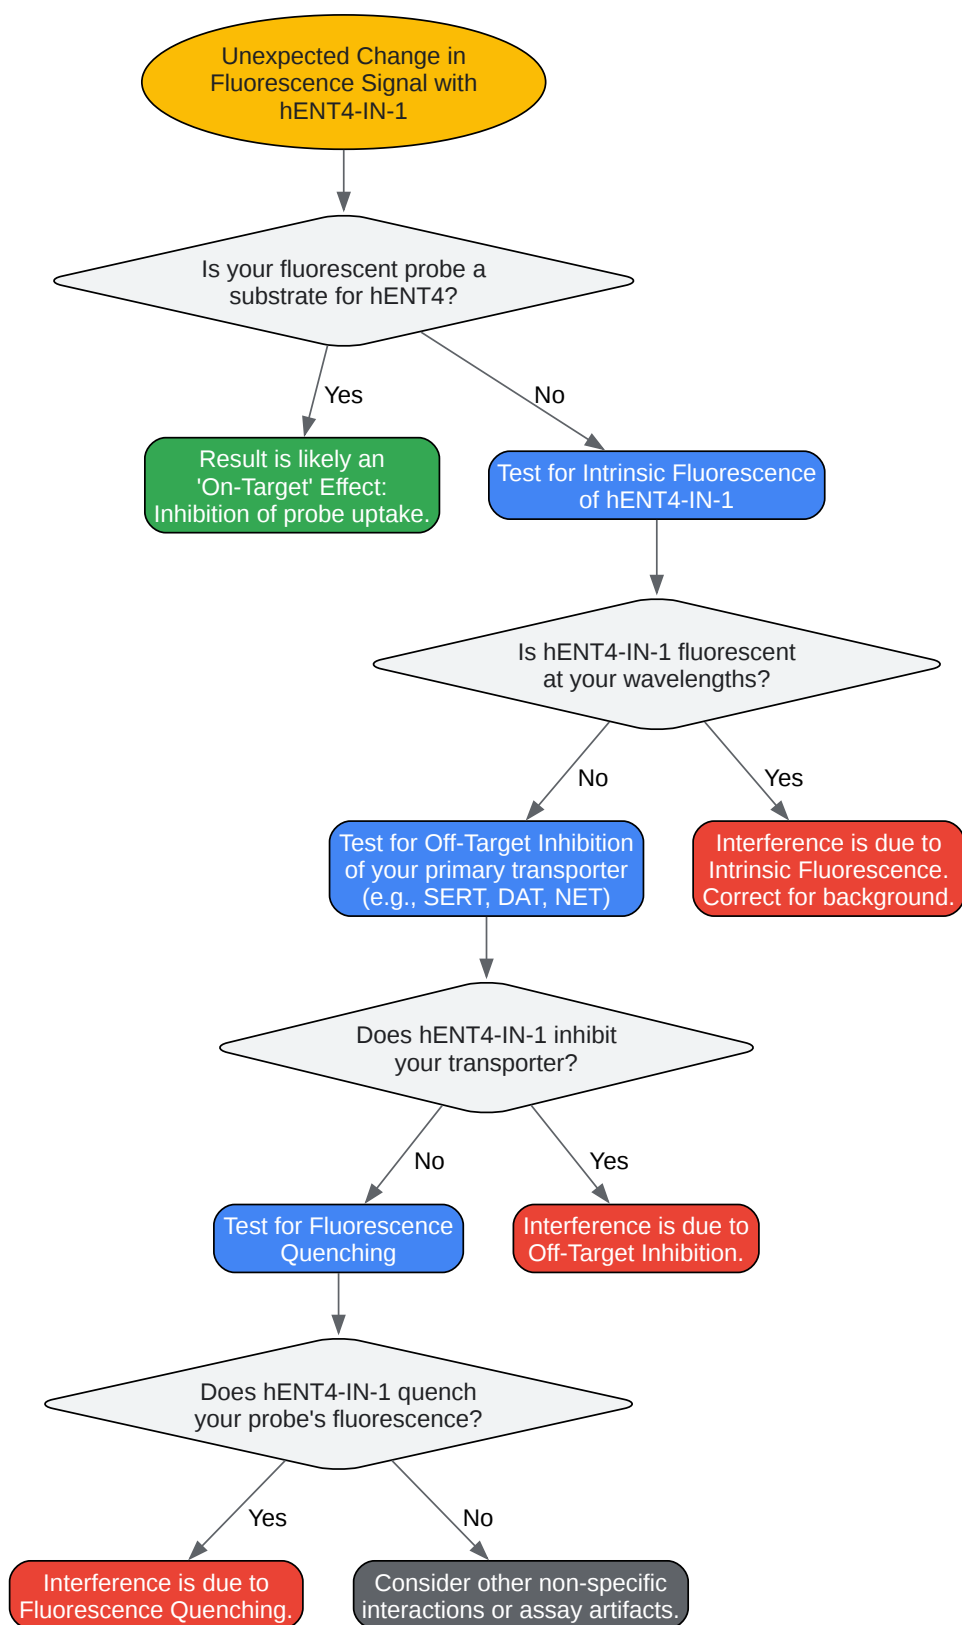 Unexpected Change in
Fluorescence Signal with
hENT4-IN-1
Is your fluorescent probe a
substrate for hENT4?
Yes
No
Result is likely an
'On-Target' Effect:
Inhibition of probe uptake.
Test for Intrinsic Fluorescence
of hENT4-IN-1
Is hENT4-IN-1 fluorescent
at your wavelengths?
No
Yes
Test for Off-Target Inhibition
of your primary transporter
(e.g., SERT, DAT, NET)
Interference is due to
Intrinsic Fluorescence.
Correct for background.
Does hENT4-IN-1 inhibit
your transporter?
No
Yes
Test for Fluorescence
Quenching
Interference is due to
Off-Target Inhibition.
Does hENT4-IN-1 quench
your probe's fluorescence?
Yes
No
Interference is due to
Fluorescence Quenching.
Consider other non-specific
interactions or assay artifacts.